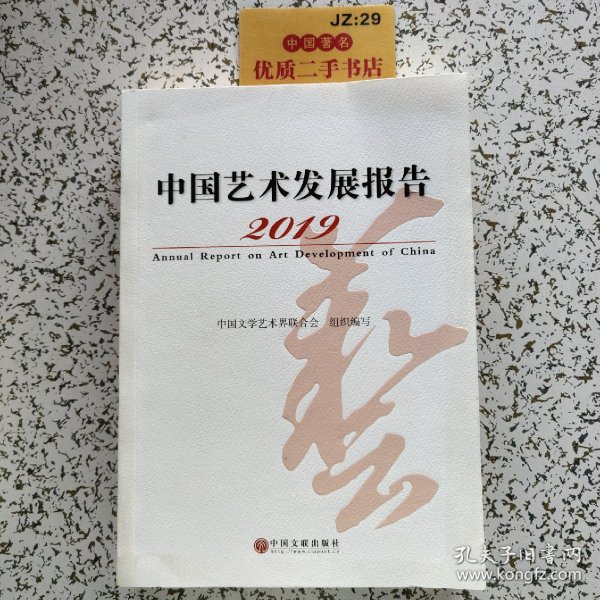 JZ:29
中国著名
优质二手书店
中国艺术发展报告
2019
Annual Report on Art Development of China
藝
中国文学艺术界联合会 组织编写
中国文联出版社
孔夫子旧书网
www.kongfz.com